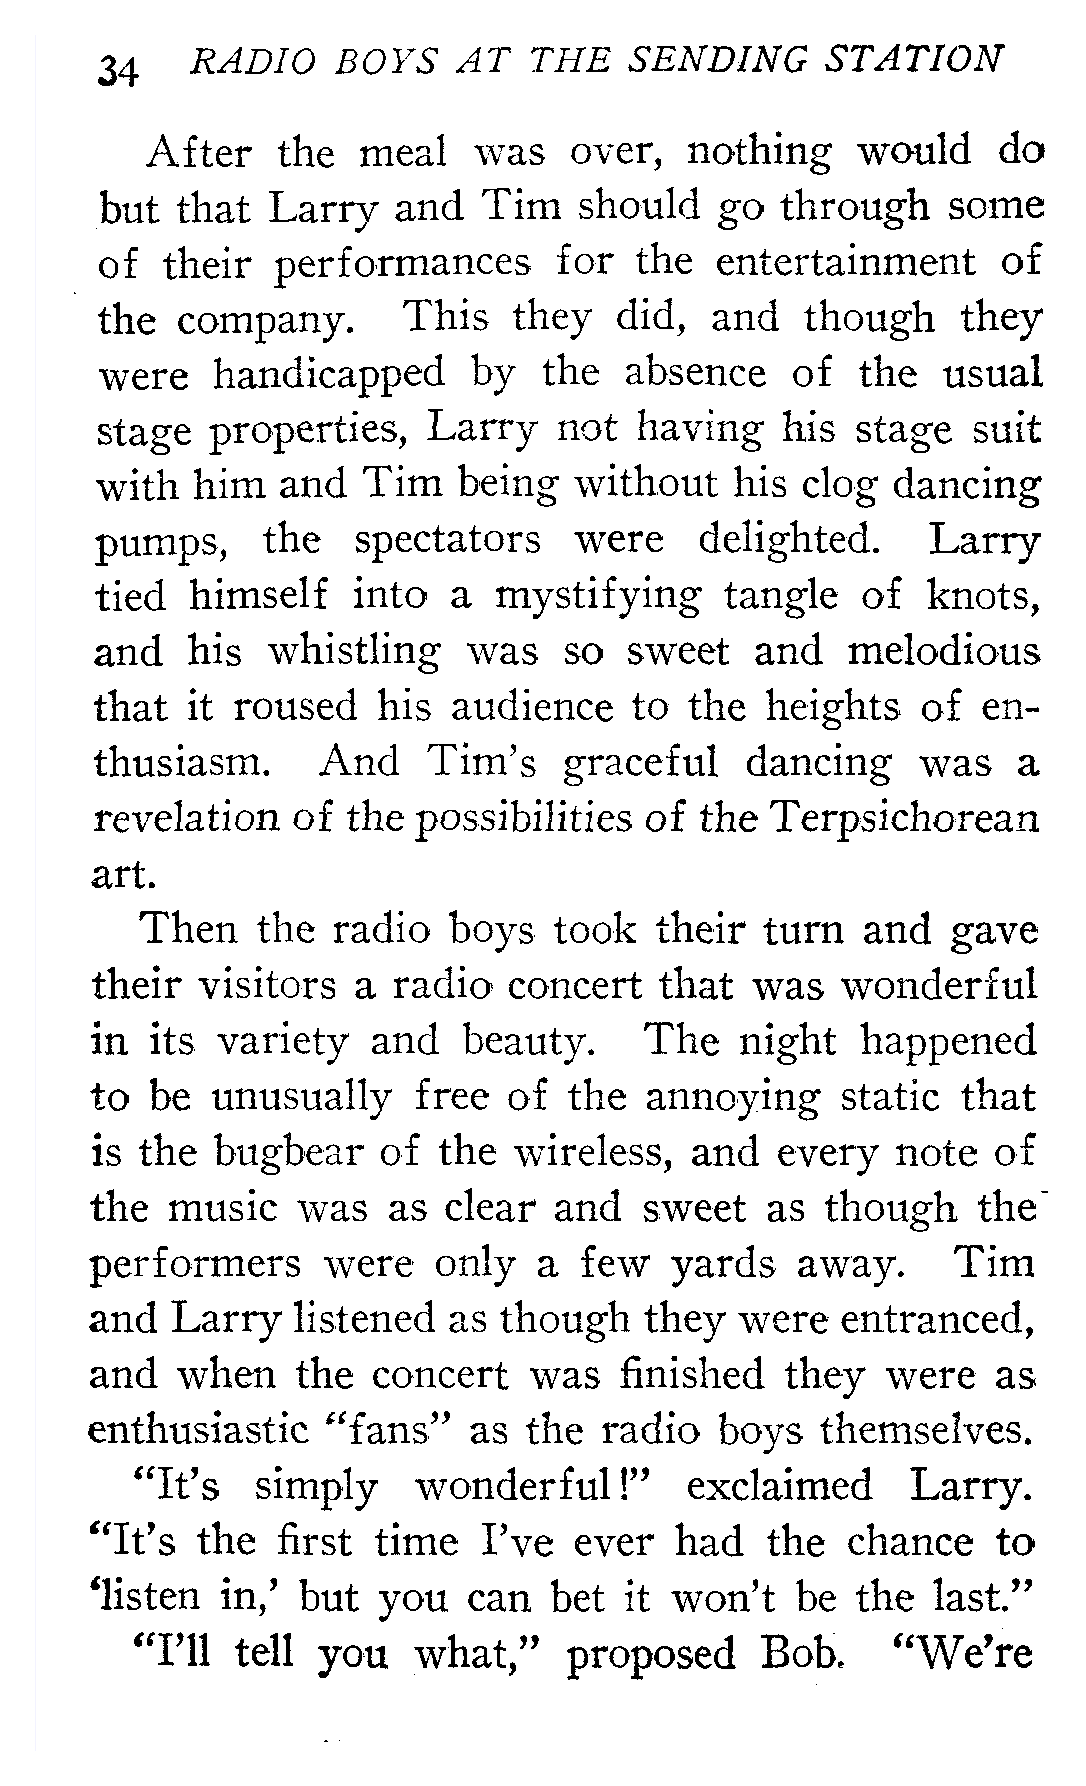 34 RADIO BOYS AT THE SENDING STATION
After the meal was over, nothing would do
but that Larry and Tim should go through some
of their performances for the entertainment of
the company. This they did, and though they
were handicapped by the absence of the usual
stage properties, Larry not having his stage suit
with him and Tim being without his clog dancing
pumps, the spectators were delighted. Larry
tied himself into a mystifying tangle of knots,
and his whistling was so sweet and melodious
that it roused his audience to the heights of en-
thusiasm. And Tim's graceful dancing was a
revelation of the possibilities of the Terpsichorean
art.
Then the radio boys took their turn and gave
their visitors a radio concert that was wonderful
in its variety and beauty. The night happened
to be unusually free of the annoying static that
is the bugbear of the wireless, and every note of
the music was as clear and sweet as though the
performers were only a few yards away. Tim
and Larry listened as though they were entranced,
and when the concert was finished they were as
enthusiastic “fans” as the radio boys themselves.
“It's simply wonderful!” exclaimed Larry.
“It's the first time I've ever had the chance to
‘listen in,’ but you can bet it won't be the last.”
“I'll tell you what,” proposed Bob. “We're